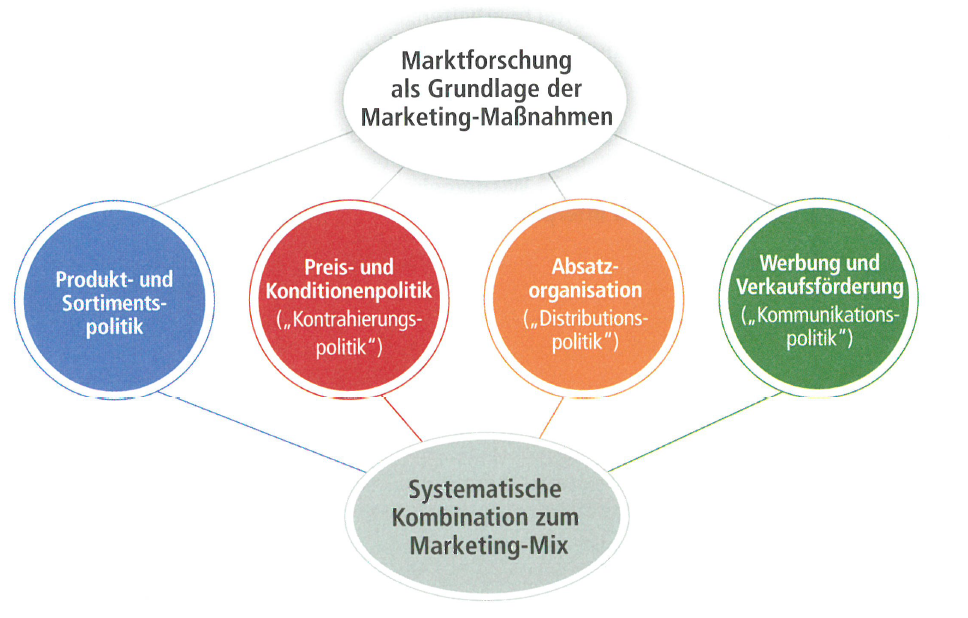 Marktforschung
als Grundlage der
Marketing-Maßnahmen
Produkt- und
Sortiments-
politik
Preis- und
Konditionenpolitik
(„Kontrahierungs-
politik“)
Absatz-
organisation
(„Distributions-
politik“)
Werbung und
Verkaufsförderung
(„Kommunikations-
politik“)
Systematische
Kombination zum
Marketing-Mix